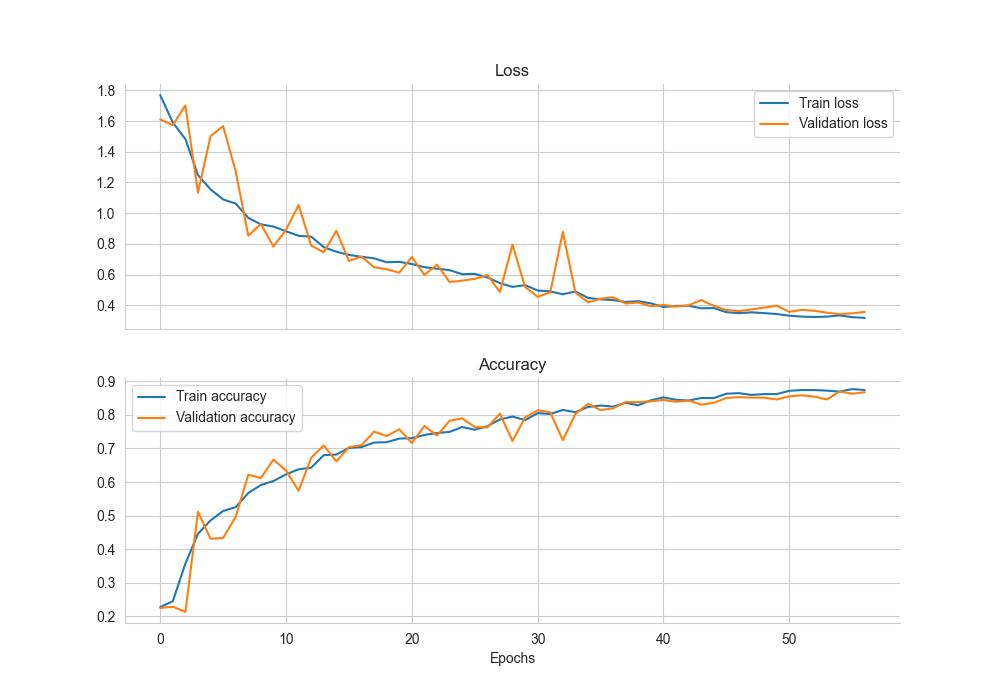 Loss
1.8
1.6
1.4
1.2
1.0
0.8
0.6
0.4
Train loss
Validation loss
Accuracy
0.9
0.8
0.7
0.6
0.5
0.4
0.3
0.2
Train accuracy
Validation accuracy
0 10 20 30 40 50
Epochs